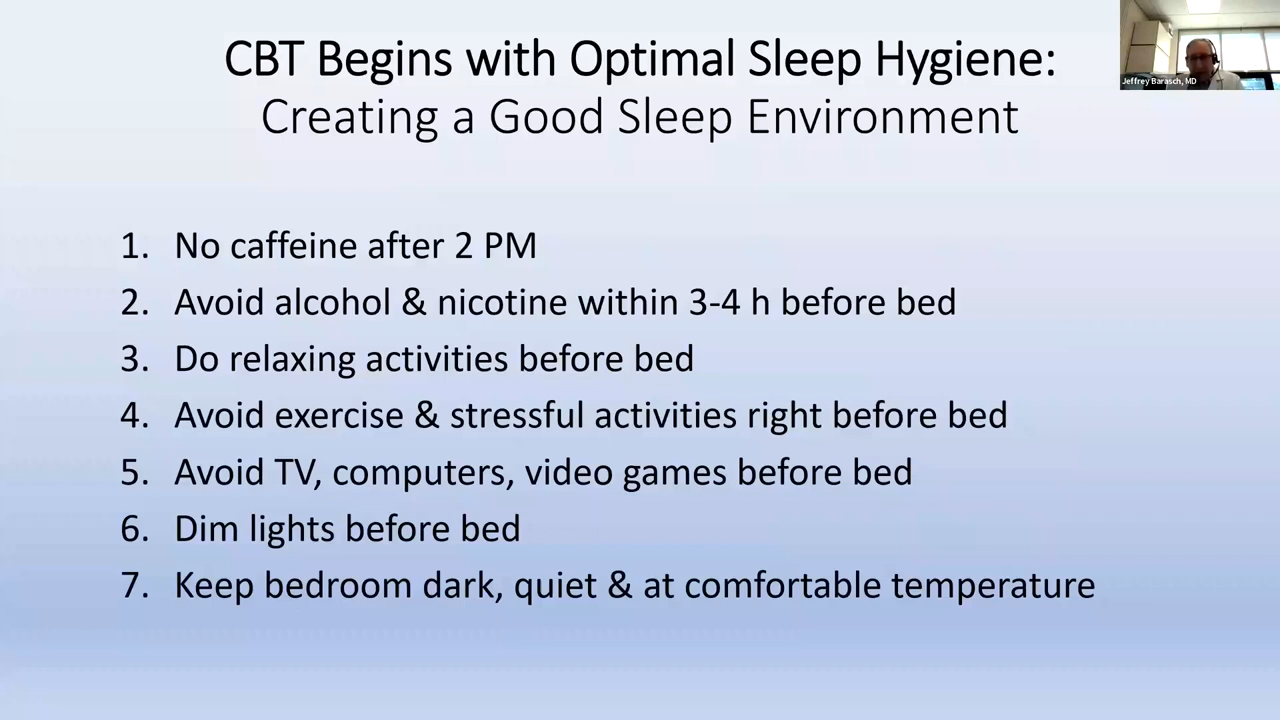 CBT Begins with Optimal Sleep Hygiene:
Creating a Good Sleep Environment
Jeffrey Barasch, MD
1. No caffeine after 2 PM
2. Avoid alcohol & nicotine within 3-4 h before bed
3. Do relaxing activities before bed
4. Avoid exercise & stressful activities right before bed
5. Avoid TV, computers, video games before bed
6. Dim lights before bed
7. Keep bedroom dark, quiet & at comfortable temperature